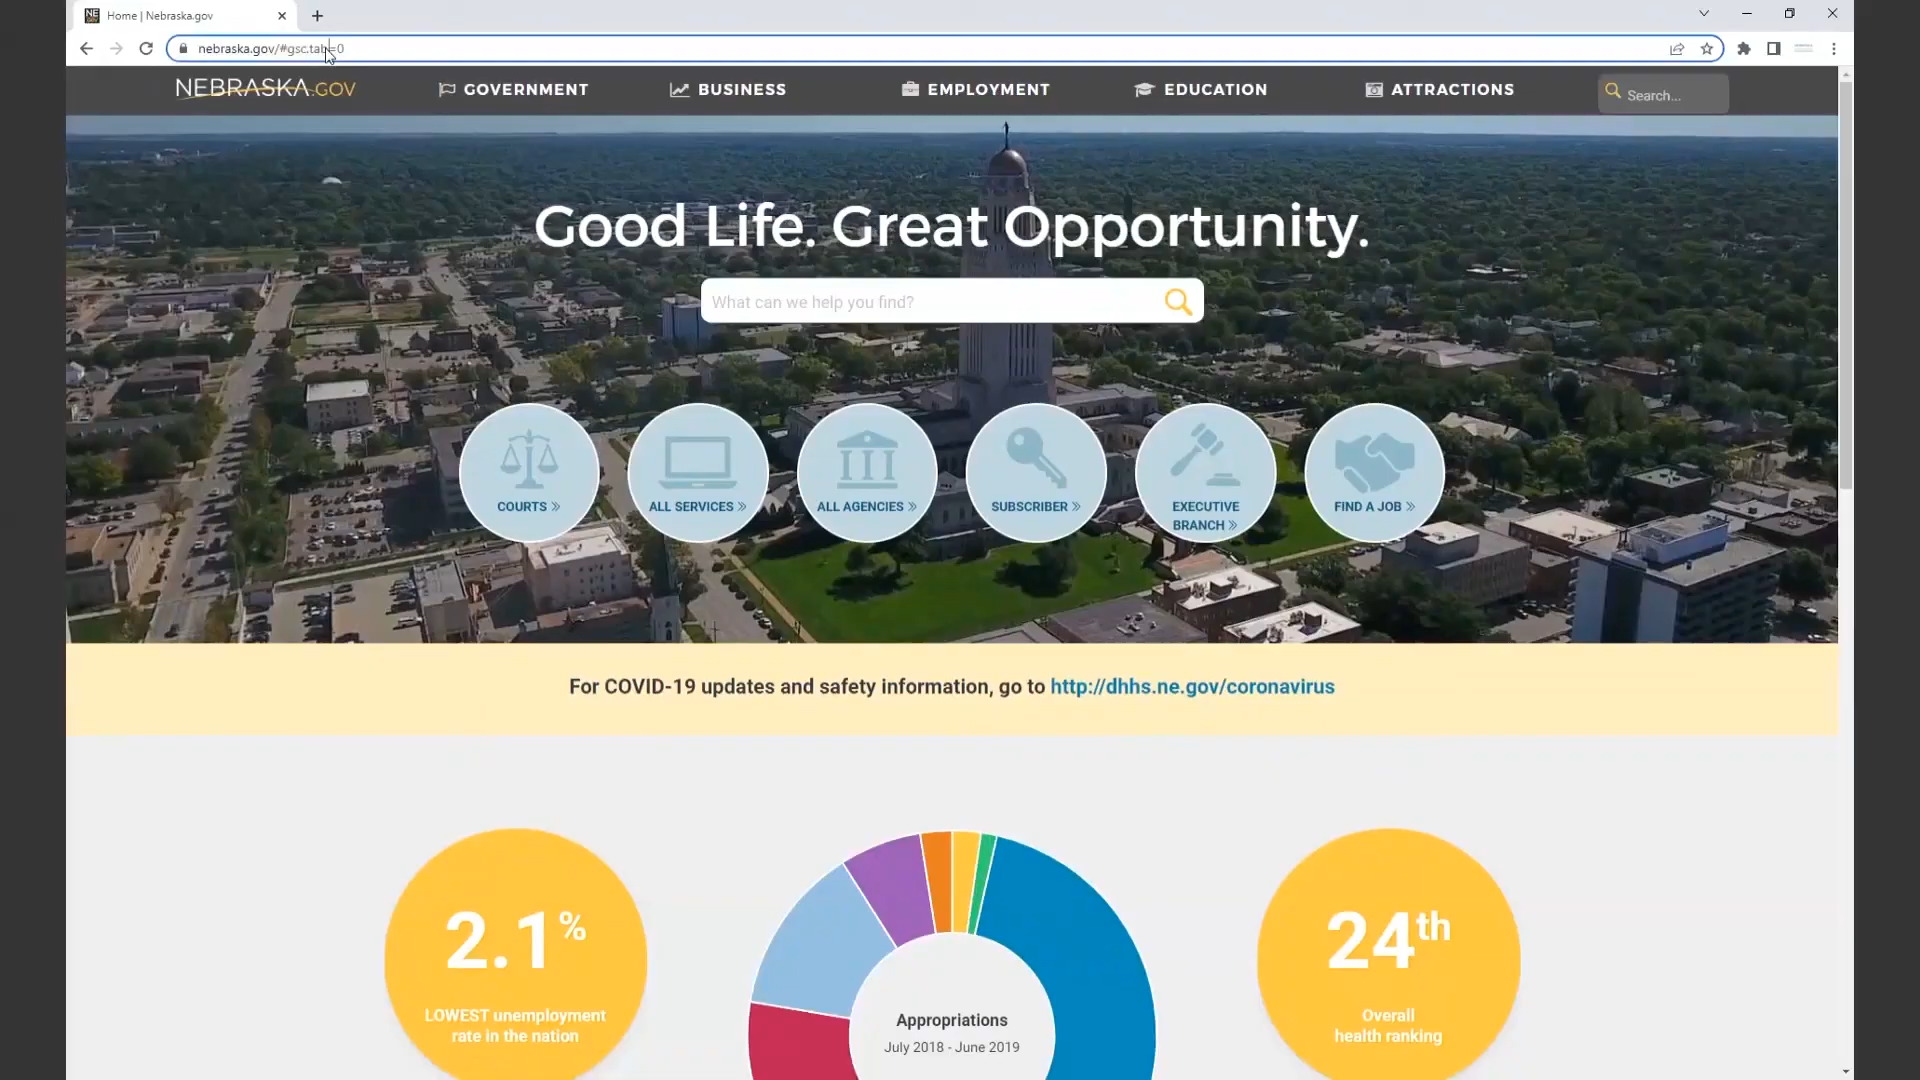 Home | Nebraska.gov
nebraska.gov/#gsc.tab=0
NEBRASKA.GOV
GOVERNMENT
BUSINESS
EMPLOYMENT
EDUCATION
ATTRACTIONS
Search...
Good Life. Great Opportunity.
What can we help you find?
COURTS »
ALL SERVICES »
ALL AGENCIES »
SUBSCRIBER »
EXECUTIVE
BRANCH »
FIND A JOB »
For COVID-19 updates and safety information, go to http://dhhs.ne.gov/coronavirus
2.1%
LOWEST unemployment
rate in the nation
Appropriations
July 2018 - June 2019
24th
Overall
health ranking